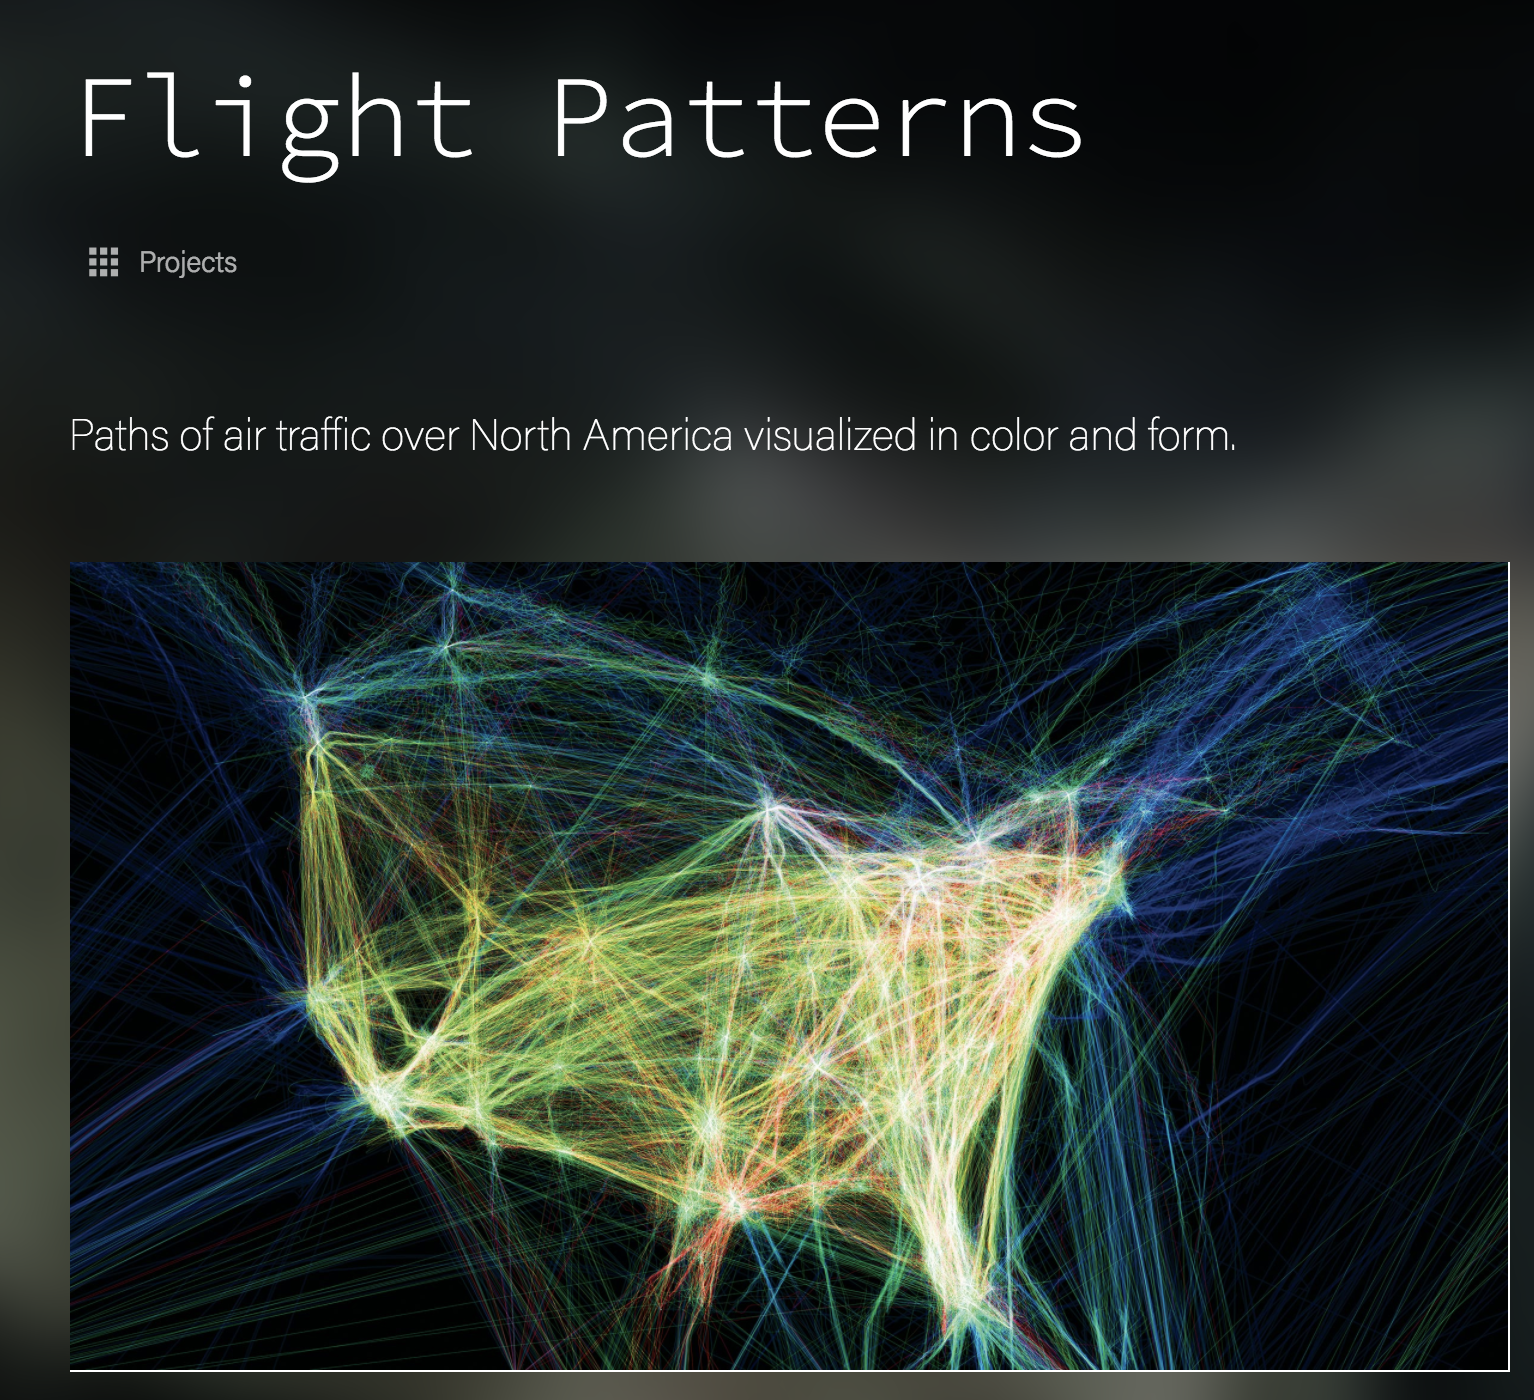 Flight Patterns
Projects
Paths of air traffic over North America visualized in color and form.